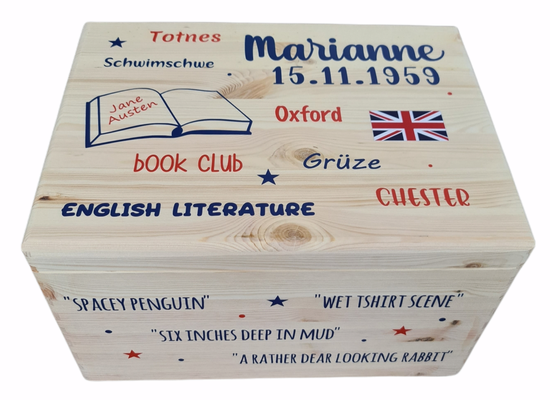 Totnes
Marianne
Schwimschwe
15.11.1959
Jane
Austen
Oxford
book Club
Grüze
CHESTER
ENGLISH LITERATURE
"SPACEY PENGUIN"
"WET TSHIRT SCENE"
"SIX INCHES DEEP IN MUD"
"A RATHER DEAR LOOKING RABBIT"